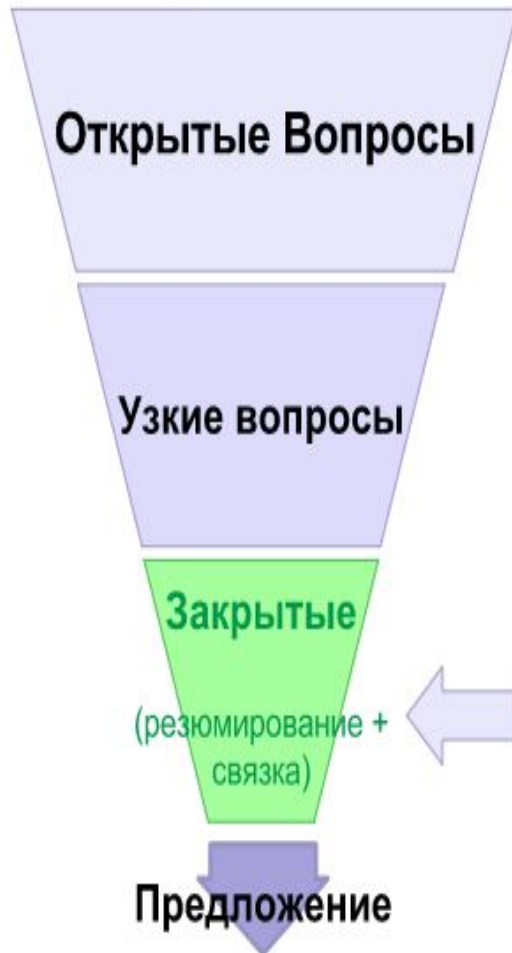 Открытые Вопросы
Узкие вопросы
Закрытые
(резюмирование +
связка)
Предложение